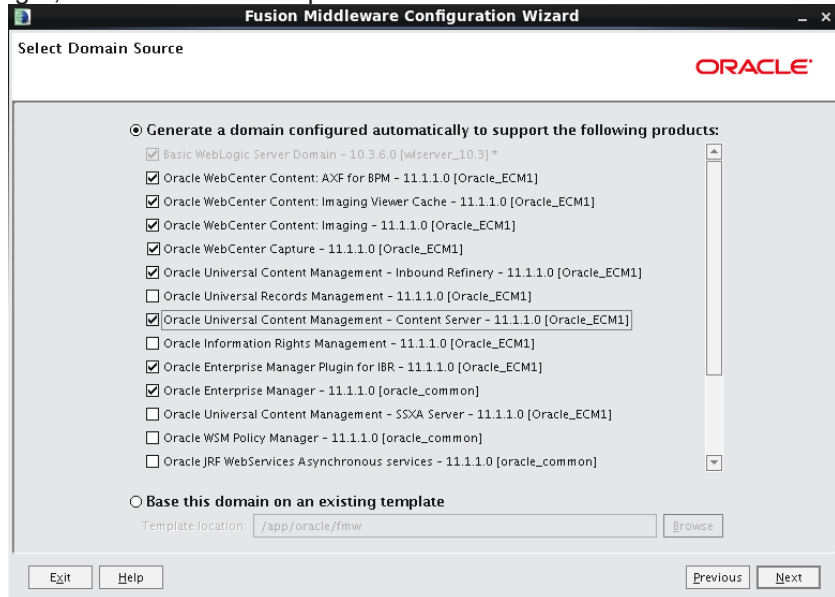 Fusion Middleware Configuration Wizard
Select Domain Source
ORACLE
Generate a domain configured automatically to support the following products:
Basic WebLogic Server Domain - 10.3.6.0 [wlserver_10.3] *
Oracle WebCenter Content: AXF for BPM - 11.1.1.0 [Oracle_ECM1]
Oracle WebCenter Content: Imaging Viewer Cache - 11.1.1.0 [Oracle_ECM1]
Oracle WebCenter Content: Imaging - 11.1.1.0 [Oracle_ECM1]
Oracle WebCenter Capture - 11.1.1.0 [Oracle_ECM1]
Oracle Universal Content Management - Inbound Refinery - 11.1.1.0 [Oracle_ECM1]
Oracle Universal Records Management - 11.1.1.0 [Oracle_ECM1]
Oracle Universal Content Management - Content Server - 11.1.1.0 [Oracle_ECM1]
Oracle Information Rights Management - 11.1.1.0 [Oracle_ECM1]
Oracle Enterprise Manager Plugin for IBR - 11.1.1.0 [Oracle_ECM1]
Oracle Enterprise Manager - 11.1.1.0 [oracle_common]
Oracle Universal Content Management - SSXA Server - 11.1.1.0 [Oracle_ECM1]
Oracle WSM Policy Manager - 11.1.1.0 [oracle_common]
Oracle JRF WebServices Asynchronous services - 11.1.1.0 [oracle_common]
Base this domain on an existing template
Template location: /app/oracle/fmw Browse
Exit Help Previous Next